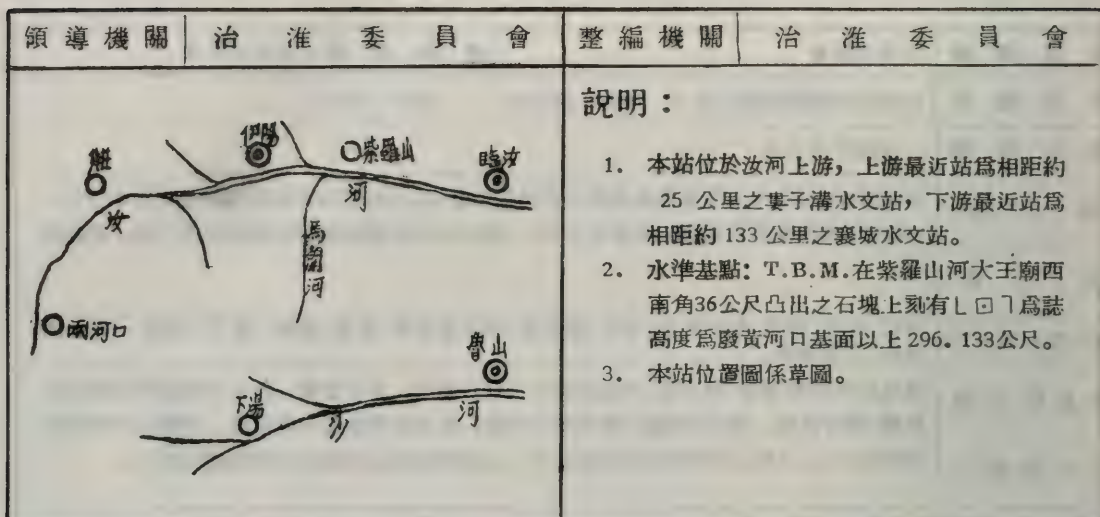 領導機關 治淮委員會 整編機關 治淮委員會
說明：
1. 本站位於汝河上游，上游最近站爲相距約
25 公里之婁子溝水文站，下游最近站爲
相距約 133 公里之襄城水文站。
2. 水準基點：T.B.M.在紫羅山河大王廟西
南角36公尺凸出之石塊上刻有「⊡」爲誌
高度爲廢黃河口基面以上 296.133公尺。
3. 本站位置圖係草圖。
伊陽
紫羅山
臨汝
汝
河
兩河口
魯山
下湯
沙
河